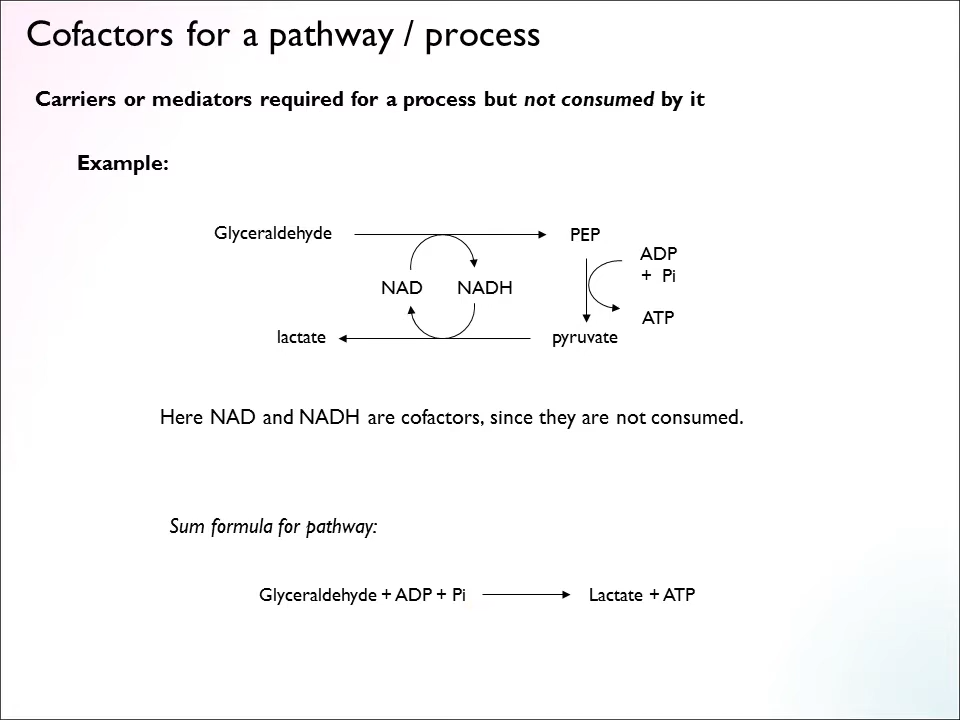 Cofactors for a pathway / process
Carriers or mediators required for a process but not consumed by it
Example:
Glyceraldehyde
PEP
ADP
+ Pi
NAD
NADH
ATP
lactate
pyruvate
Here NAD and NADH are cofactors, since they are not consumed.
Sum formula for pathway:
Glyceraldehyde + ADP + Pi
Lactate + ATP